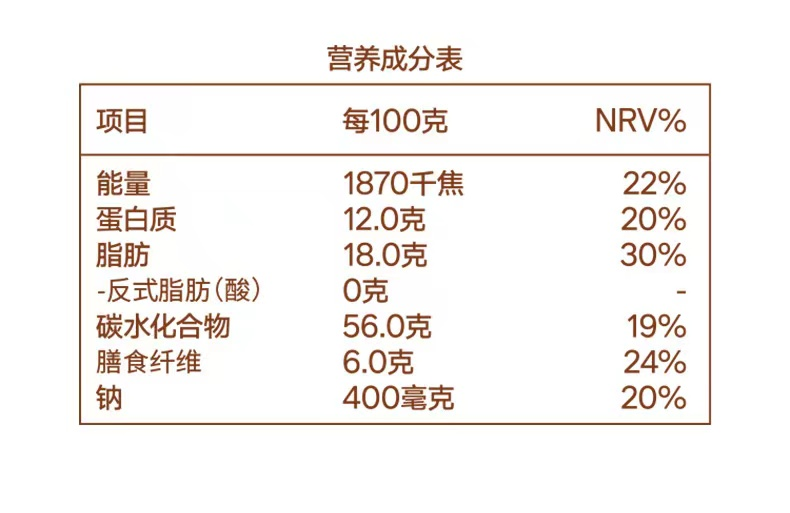 营养成分表
项目 每100克 NRV%
能量 1870千焦 22%
蛋白质 12.0克 20%
脂肪 18.0克 30%
-反式脂肪(酸) 0克 -
碳水化合物 56.0克 19%
膳食纤维 6.0克 24%
钠 400毫克 20%